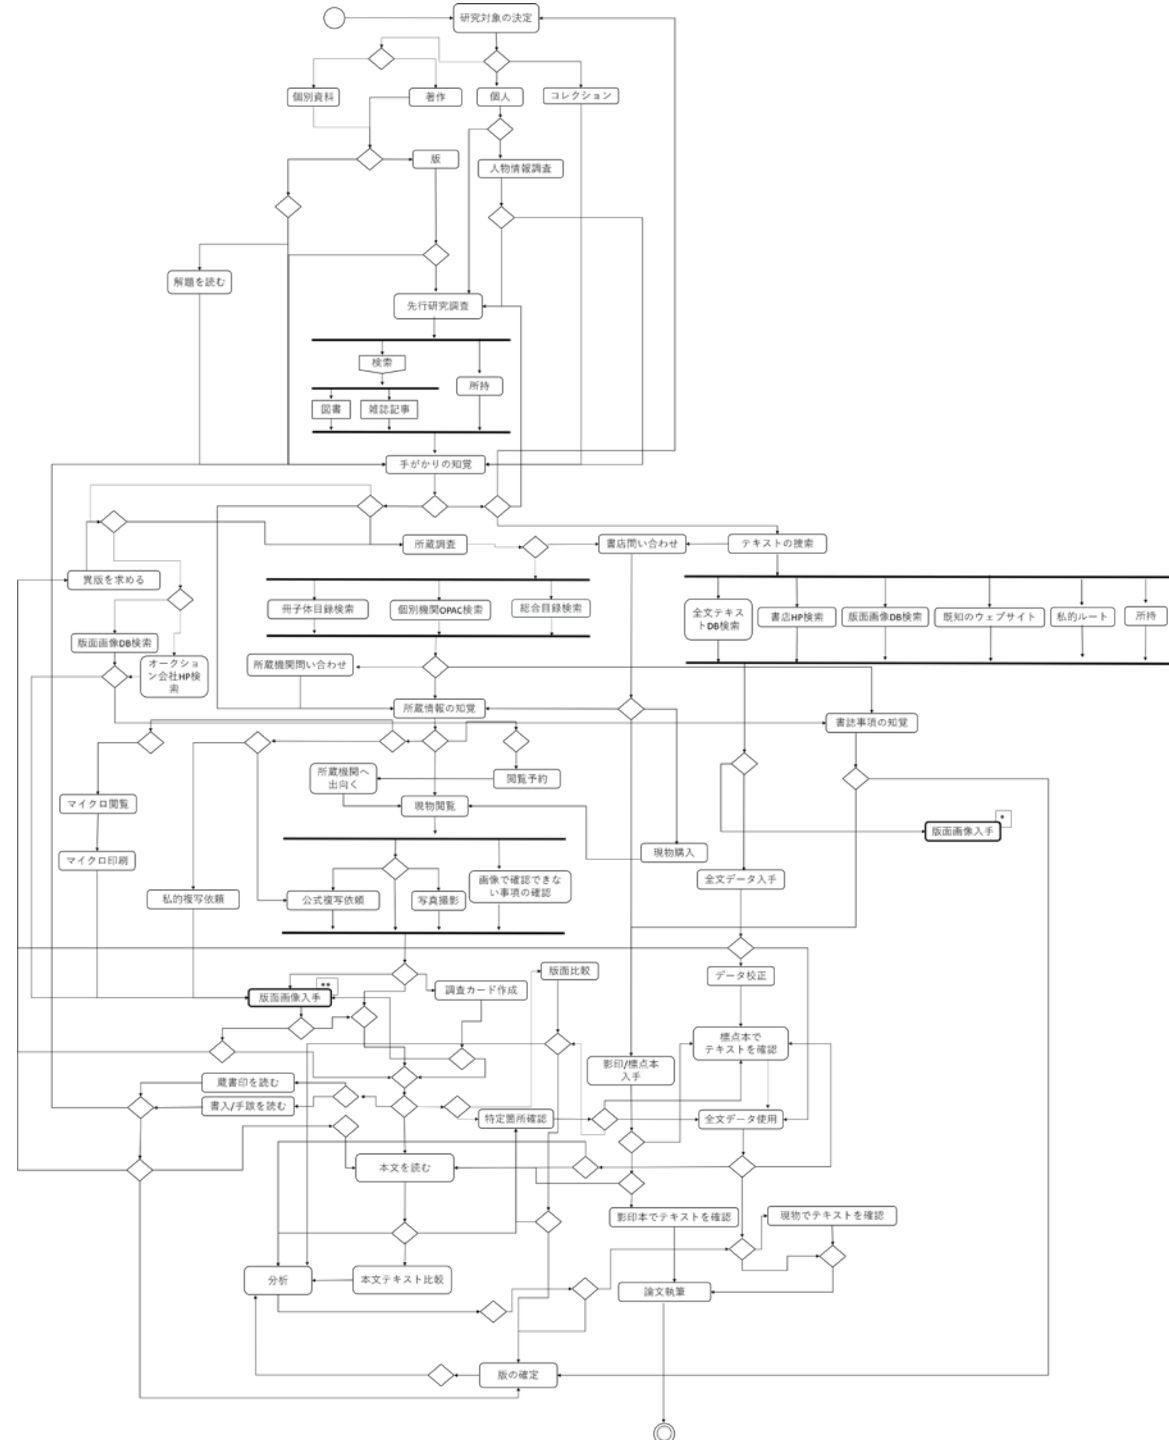 研究対象の決定
個別資料
著作
個人
コレクション
版
人物情報調査
解題を読む
先行研究調査
検索
所持
図書
雑誌記事
手がかりの知覚
所蔵調査
書店問い合わせ
テキストの捜索
異版を求める
冊子体目録検索
個別機関OPAC検索
総合目録検索
全文テキス
トDB検索
書店HP検索
版面画像DB検索
既知のウェブサイト
私的ルート
所持
版面画像DB検索
オークショ
ン会社HP検
索
所蔵機関問い合わせ
所蔵情報の知覚
書誌事項の知覚
所蔵機関へ
出向く
閲覧予約
マイクロ閲覧
現物閲覧
*
版面画像入手
現物購入
マイクロ印刷
全文データ入手
私的複写依頼
公式複写依頼
写真撮影
画像で確認できな
い事項の確認
版面比較
データ校正
**
版面画像入手
調査カード作成
標点本で
テキストを確認
影印/標点本
入手
蔵書印を読む
書入/手跋を読む
特定箇所確認
全文データ使用
本文を読む
影印本でテキストを確認
現物でテキストを確認
分析
本文テキスト比較
論文執筆
版の確定